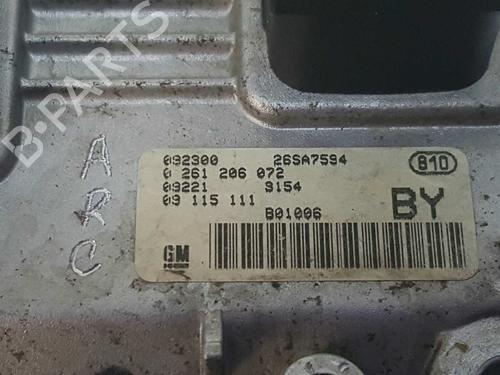 B-PARTS
A
R
C
092300 26SA7594 810
0 261 206 072
09221 9154
09 115 111
B01006 BY
GM